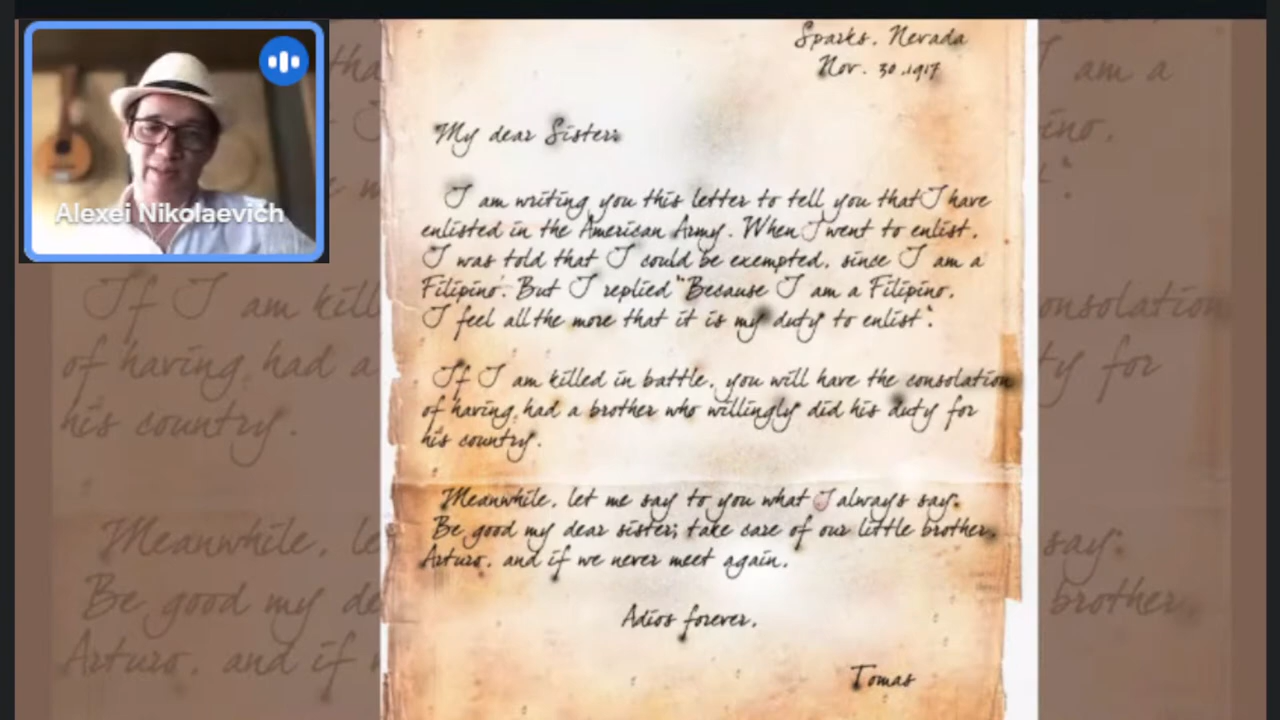 Alexei Nikolaevich
Sparks, Nevada
Nov. 30, 1917
My dear Sister:
I am writing you this letter to tell you that I have
enlisted in the American Army. When I went to enlist,
I was told that I could be exempted, since I am a
Filipino'. But I replied "Because I am a Filipino,
I feel all the more that it is my duty to enlist".
If I am killed in battle, you will have the consolation
of having had a brother who willingly did his duty for
his country.
Meanwhile, let me say to you what I always say:
Be good my dear sister; take care of our little brother,
Arturo, and if we never meet again,
Adios forever,
Tomas